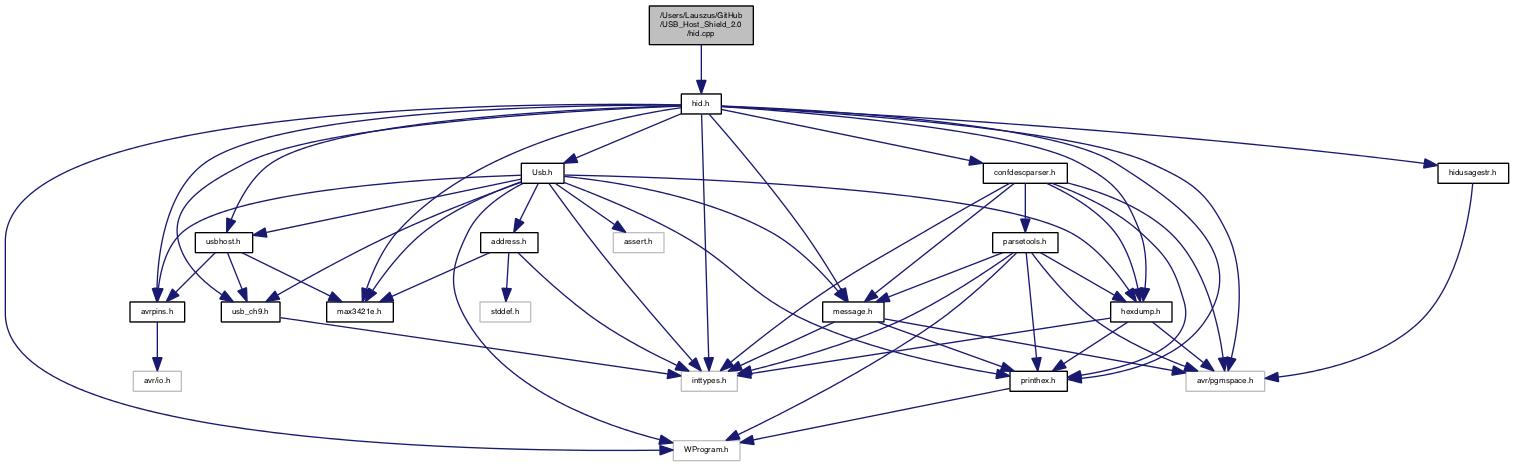 /Users/Lauszus/GitHub
/USB_Host_Shield_2.0
/hid.cpp
hid.h
Usb.h
confdescparser.h
hidusagestr.h
usbhost.h
address.h
assert.h
parsetools.h
avrpins.h
usb_ch9.h
max3421e.h
stddef.h
message.h
hexdump.h
avr/io.h
inttypes.h
printhex.h
avr/pgmspace.h
WProgram.h